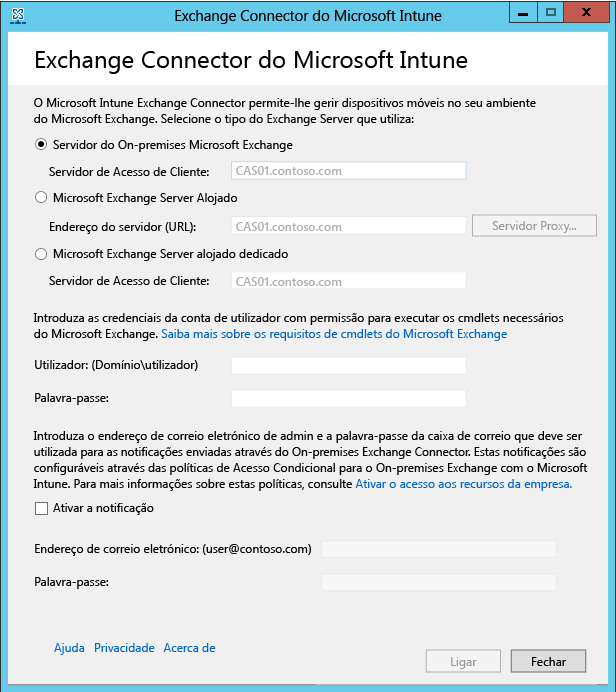 Exchange Connector do Microsoft Intune
Exchange Connector do Microsoft Intune
O Microsoft Intune Exchange Connector permite-lhe gerir dispositivos móveis no seu ambiente
do Microsoft Exchange. Selecione o tipo do Exchange Server que utiliza:
Servidor do On-premises Microsoft Exchange
Servidor de Acesso de Cliente: CAS01.contoso.com
Microsoft Exchange Server Alojado
Endereço do servidor (URL): CAS01.contoso.com Servidor Proxy...
Microsoft Exchange Server alojado dedicado
Servidor de Acesso de Cliente: CAS01.contoso.com
Introduza as credenciais da conta de utilizador com permissão para executar os cmdlets necessários
do Microsoft Exchange. Saiba mais sobre os requisitos de cmdlets do Microsoft Exchange
Utilizador: (Domínio\utilizador)
Palavra-passe:
Introduza o endereço de correio eletrónico de admin e a palavra-passe da caixa de correio que deve ser
utilizada para as notificações enviadas através do On-premises Exchange Connector. Estas notificações são
configuráveis através das políticas de Acesso Condicional para o On-premises Exchange com o Microsoft
Intune. Para mais informações sobre estas políticas, consulte Ativar o acesso aos recursos da empresa.
Ativar a notificação
Endereço de correio eletrónico: (user@contoso.com)
Palavra-passe:
Ajuda Privacidade Acerca de
Ligar Fechar